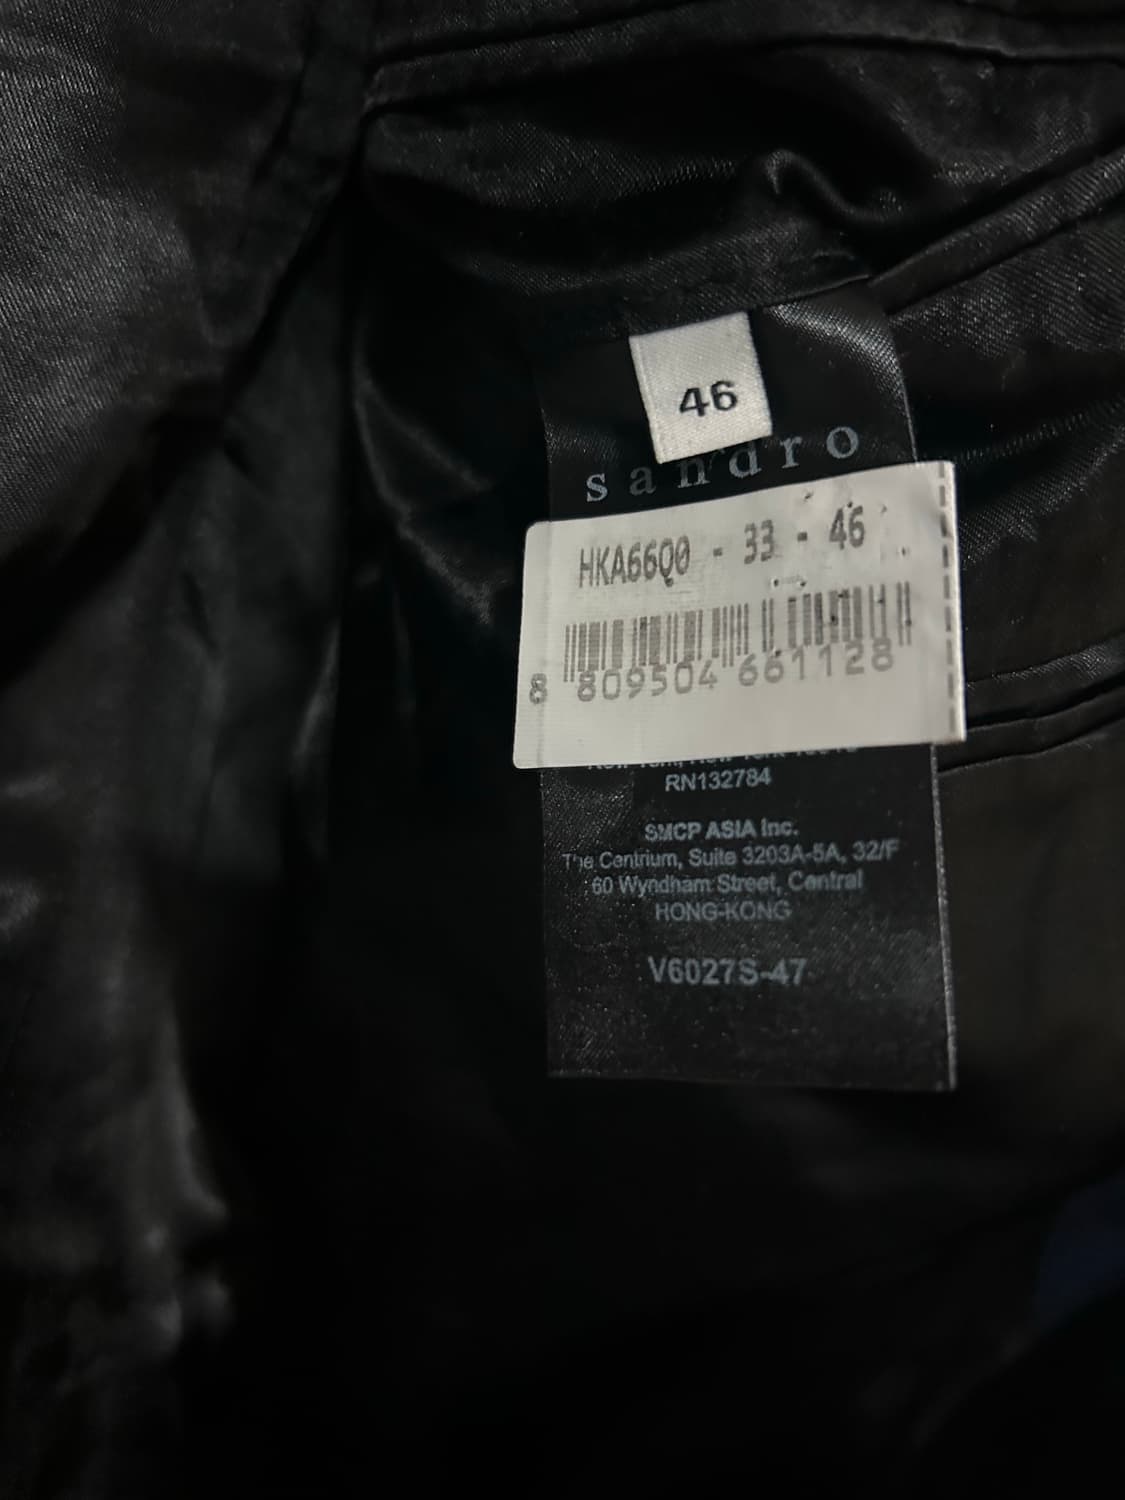 46
sandro
HKA66Q0 - 33 - 46
8 809504 661128
RN132784
SMCP ASIA Inc.
The Centrium, Suite 3203A-5A, 32/F
60 Wyndham Street, Central
HONG-KONG
V6027S-47